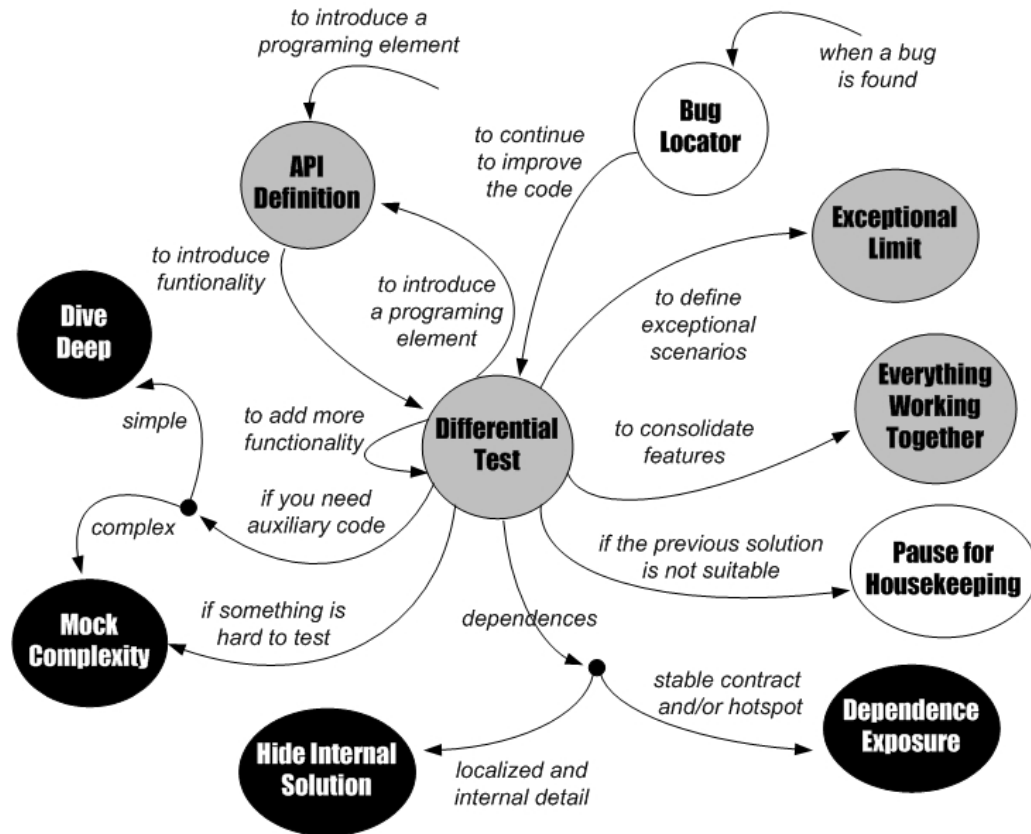 to introduce a
programing element
when a bug
is found
Bug
Locator
to continue
to improve
the code
API
Definition
Exceptional
Limit
to introduce
funtionality
to introduce
a programing
element
to define
exceptional
scenarios
Dive
Deep
simple
Everything
Working
Together
to add more
functionality
Differential
Test
to consolidate
features
if you need
auxiliary code
complex
if the previous solution
is not suitable
Pause for
Housekeeping
Mock
Complexity
if something is
hard to test
dependences
stable contract
and/or hotspot
Dependence
Exposure
Hide Internal
Solution
localized and
internal detail